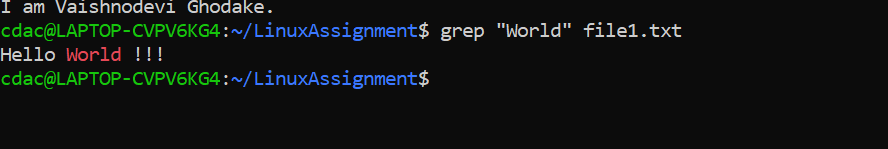 I am Vaishnodevi Ghodake.
cdac@LAPTOP-CVPV6KG4:~/LinuxAssignment$ grep "World" file1.txt
Hello World !!!
cdac@LAPTOP-CVPV6KG4:~/LinuxAssignment$